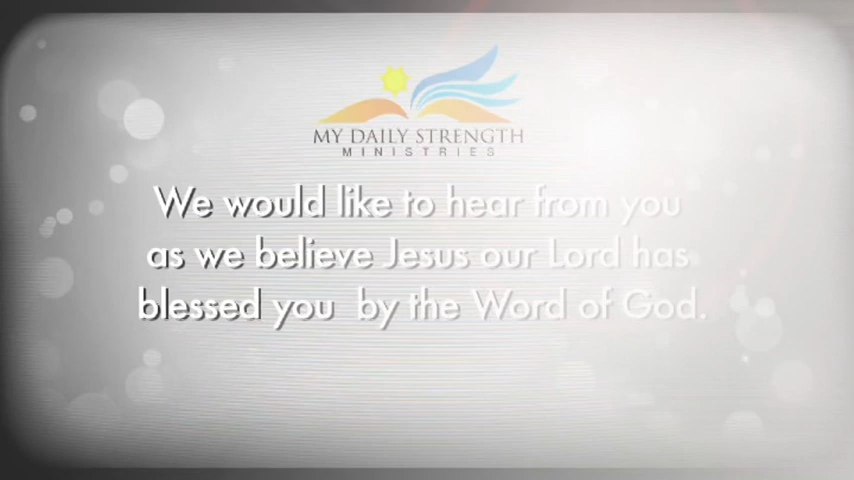 MY DAILY STRENGTH
MINISTRIES
We would like to hear from you
as we believe Jesus our Lord has
blessed you by the Word of God.